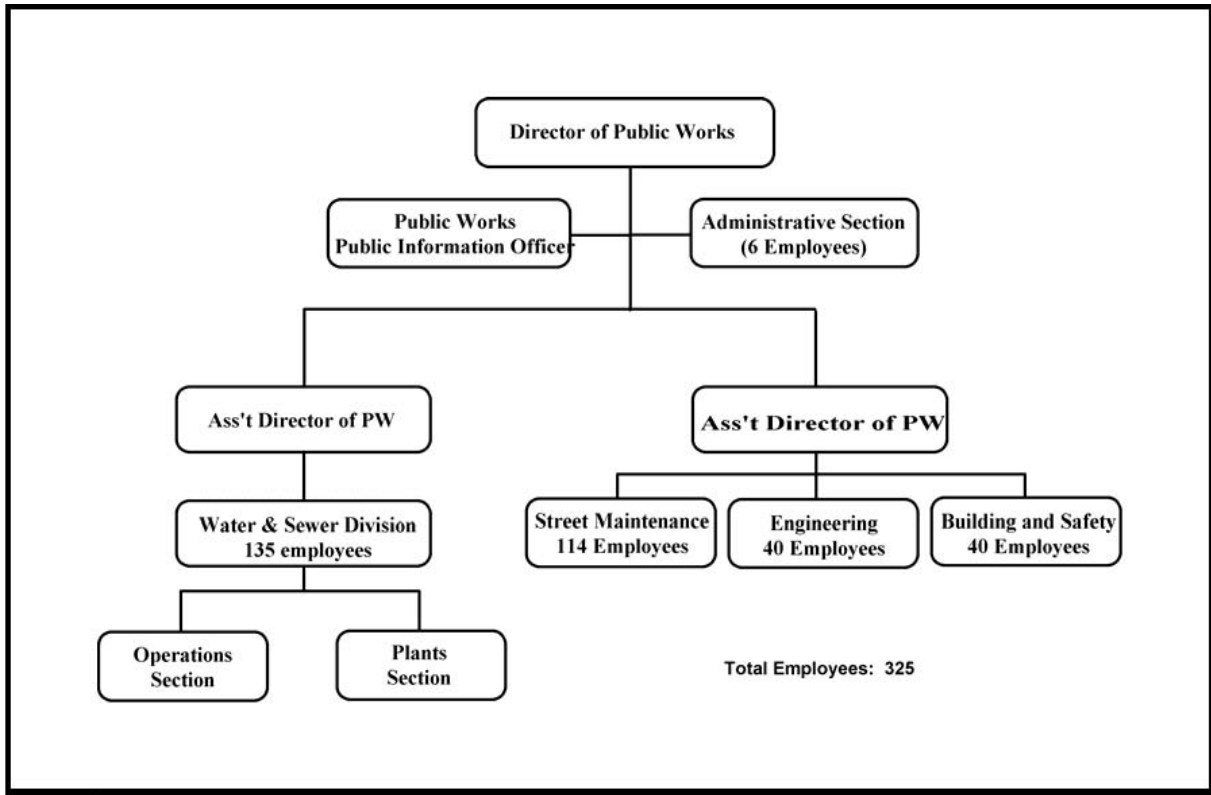 Director of Public Works
Public Works
Public Information Officer
Administrative Section
(6 Employees)
Ass't Director of PW
Ass't Director of PW
Water & Sewer Division
135 employees
Street Maintenance
114 Employees
Engineering
40 Employees
Building and Safety
40 Employees
Operations
Section
Plants
Section
Total Employees: 325